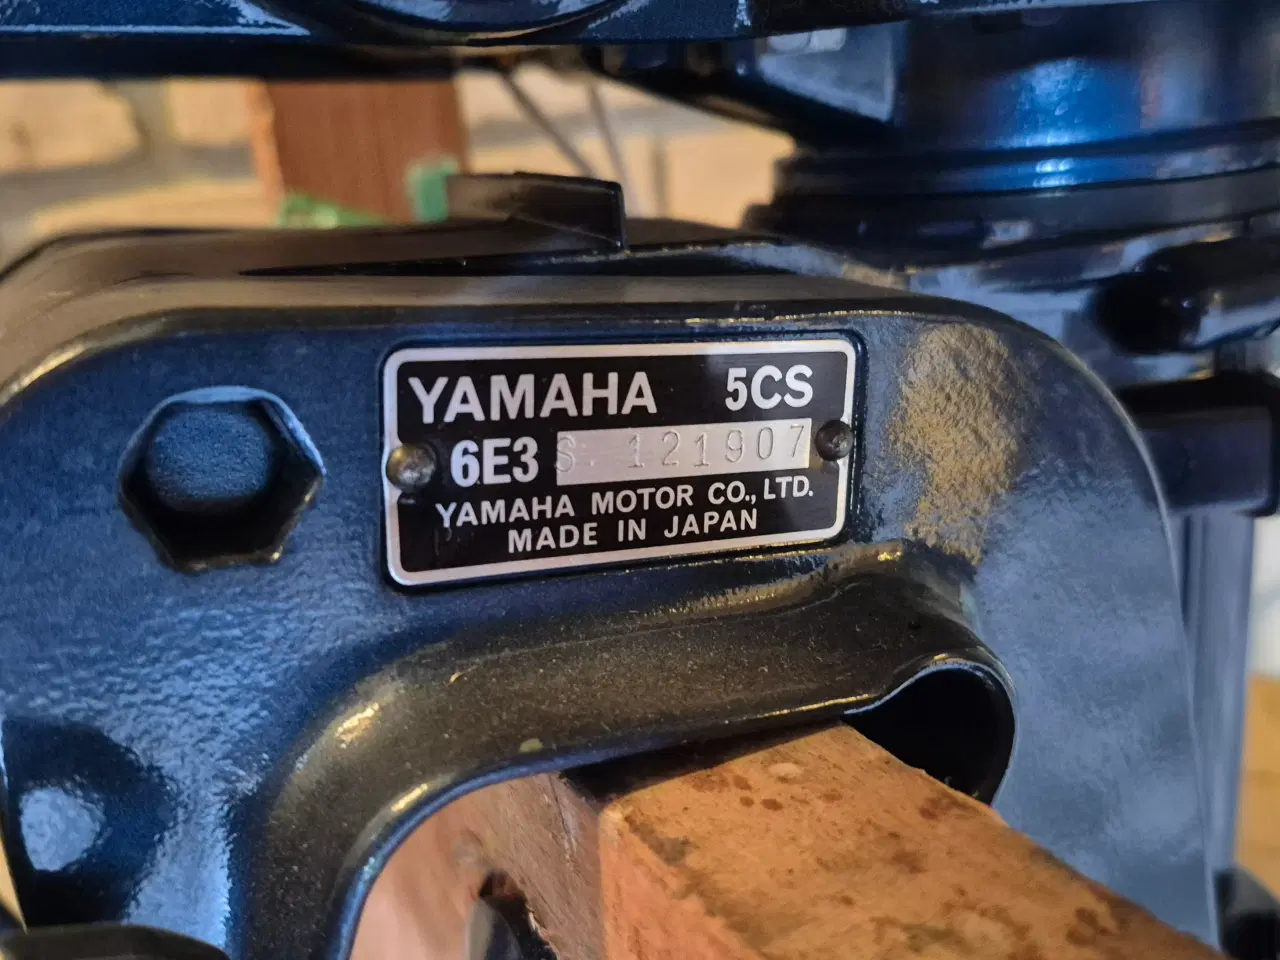 YAMAHA 5CS
6E3 S. 121907
YAMAHA MOTOR CO., LTD.
MADE IN JAPAN